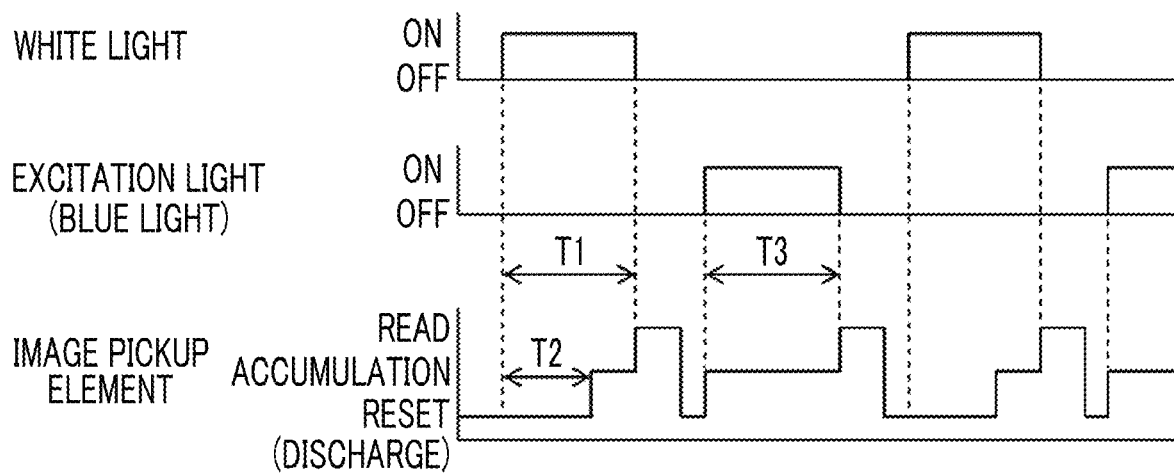 WHITE LIGHT
ON
OFF
EXCITATION LIGHT
(BLUE LIGHT)
ON
OFF
T1
T3
IMAGE PICKUP
ELEMENT
READ
ACCUMULATION
RESET
(DISCHARGE)
T2